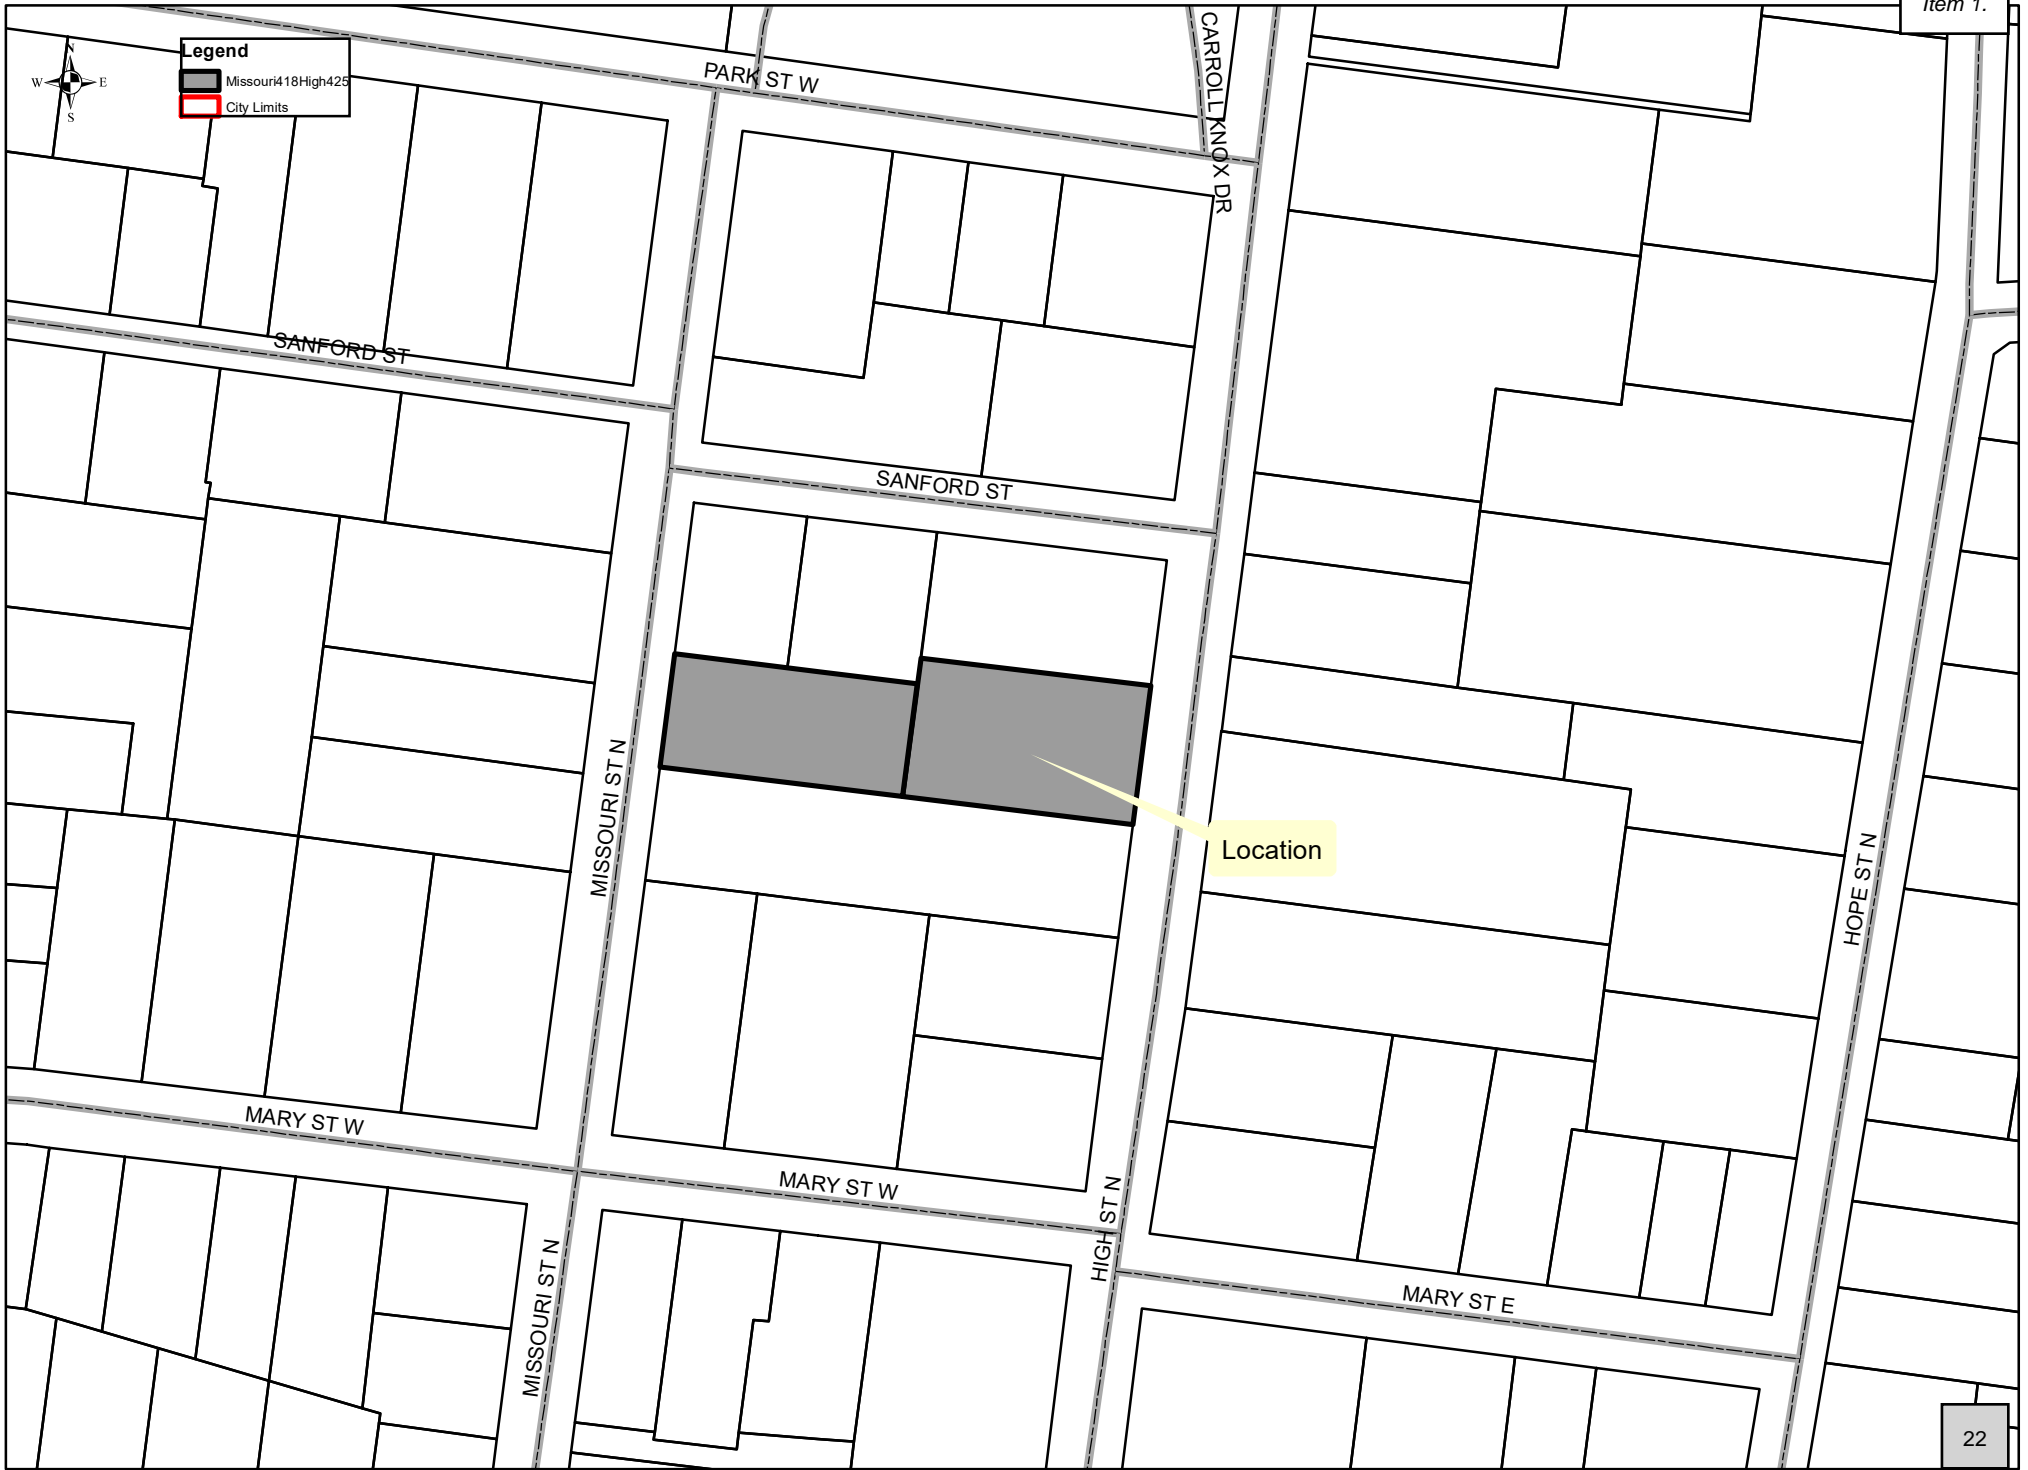 Item 1.
Legend
N
W E
S
Missouri418High425
City Limits
PARK ST W
CARROLL KNOX DR
SANFORD ST
SANFORD ST
MISSOURI ST N
Location
HOPE ST N
MARY ST W
MARY ST W
HIGH ST N
MISSOURI ST N
MARY ST E
22